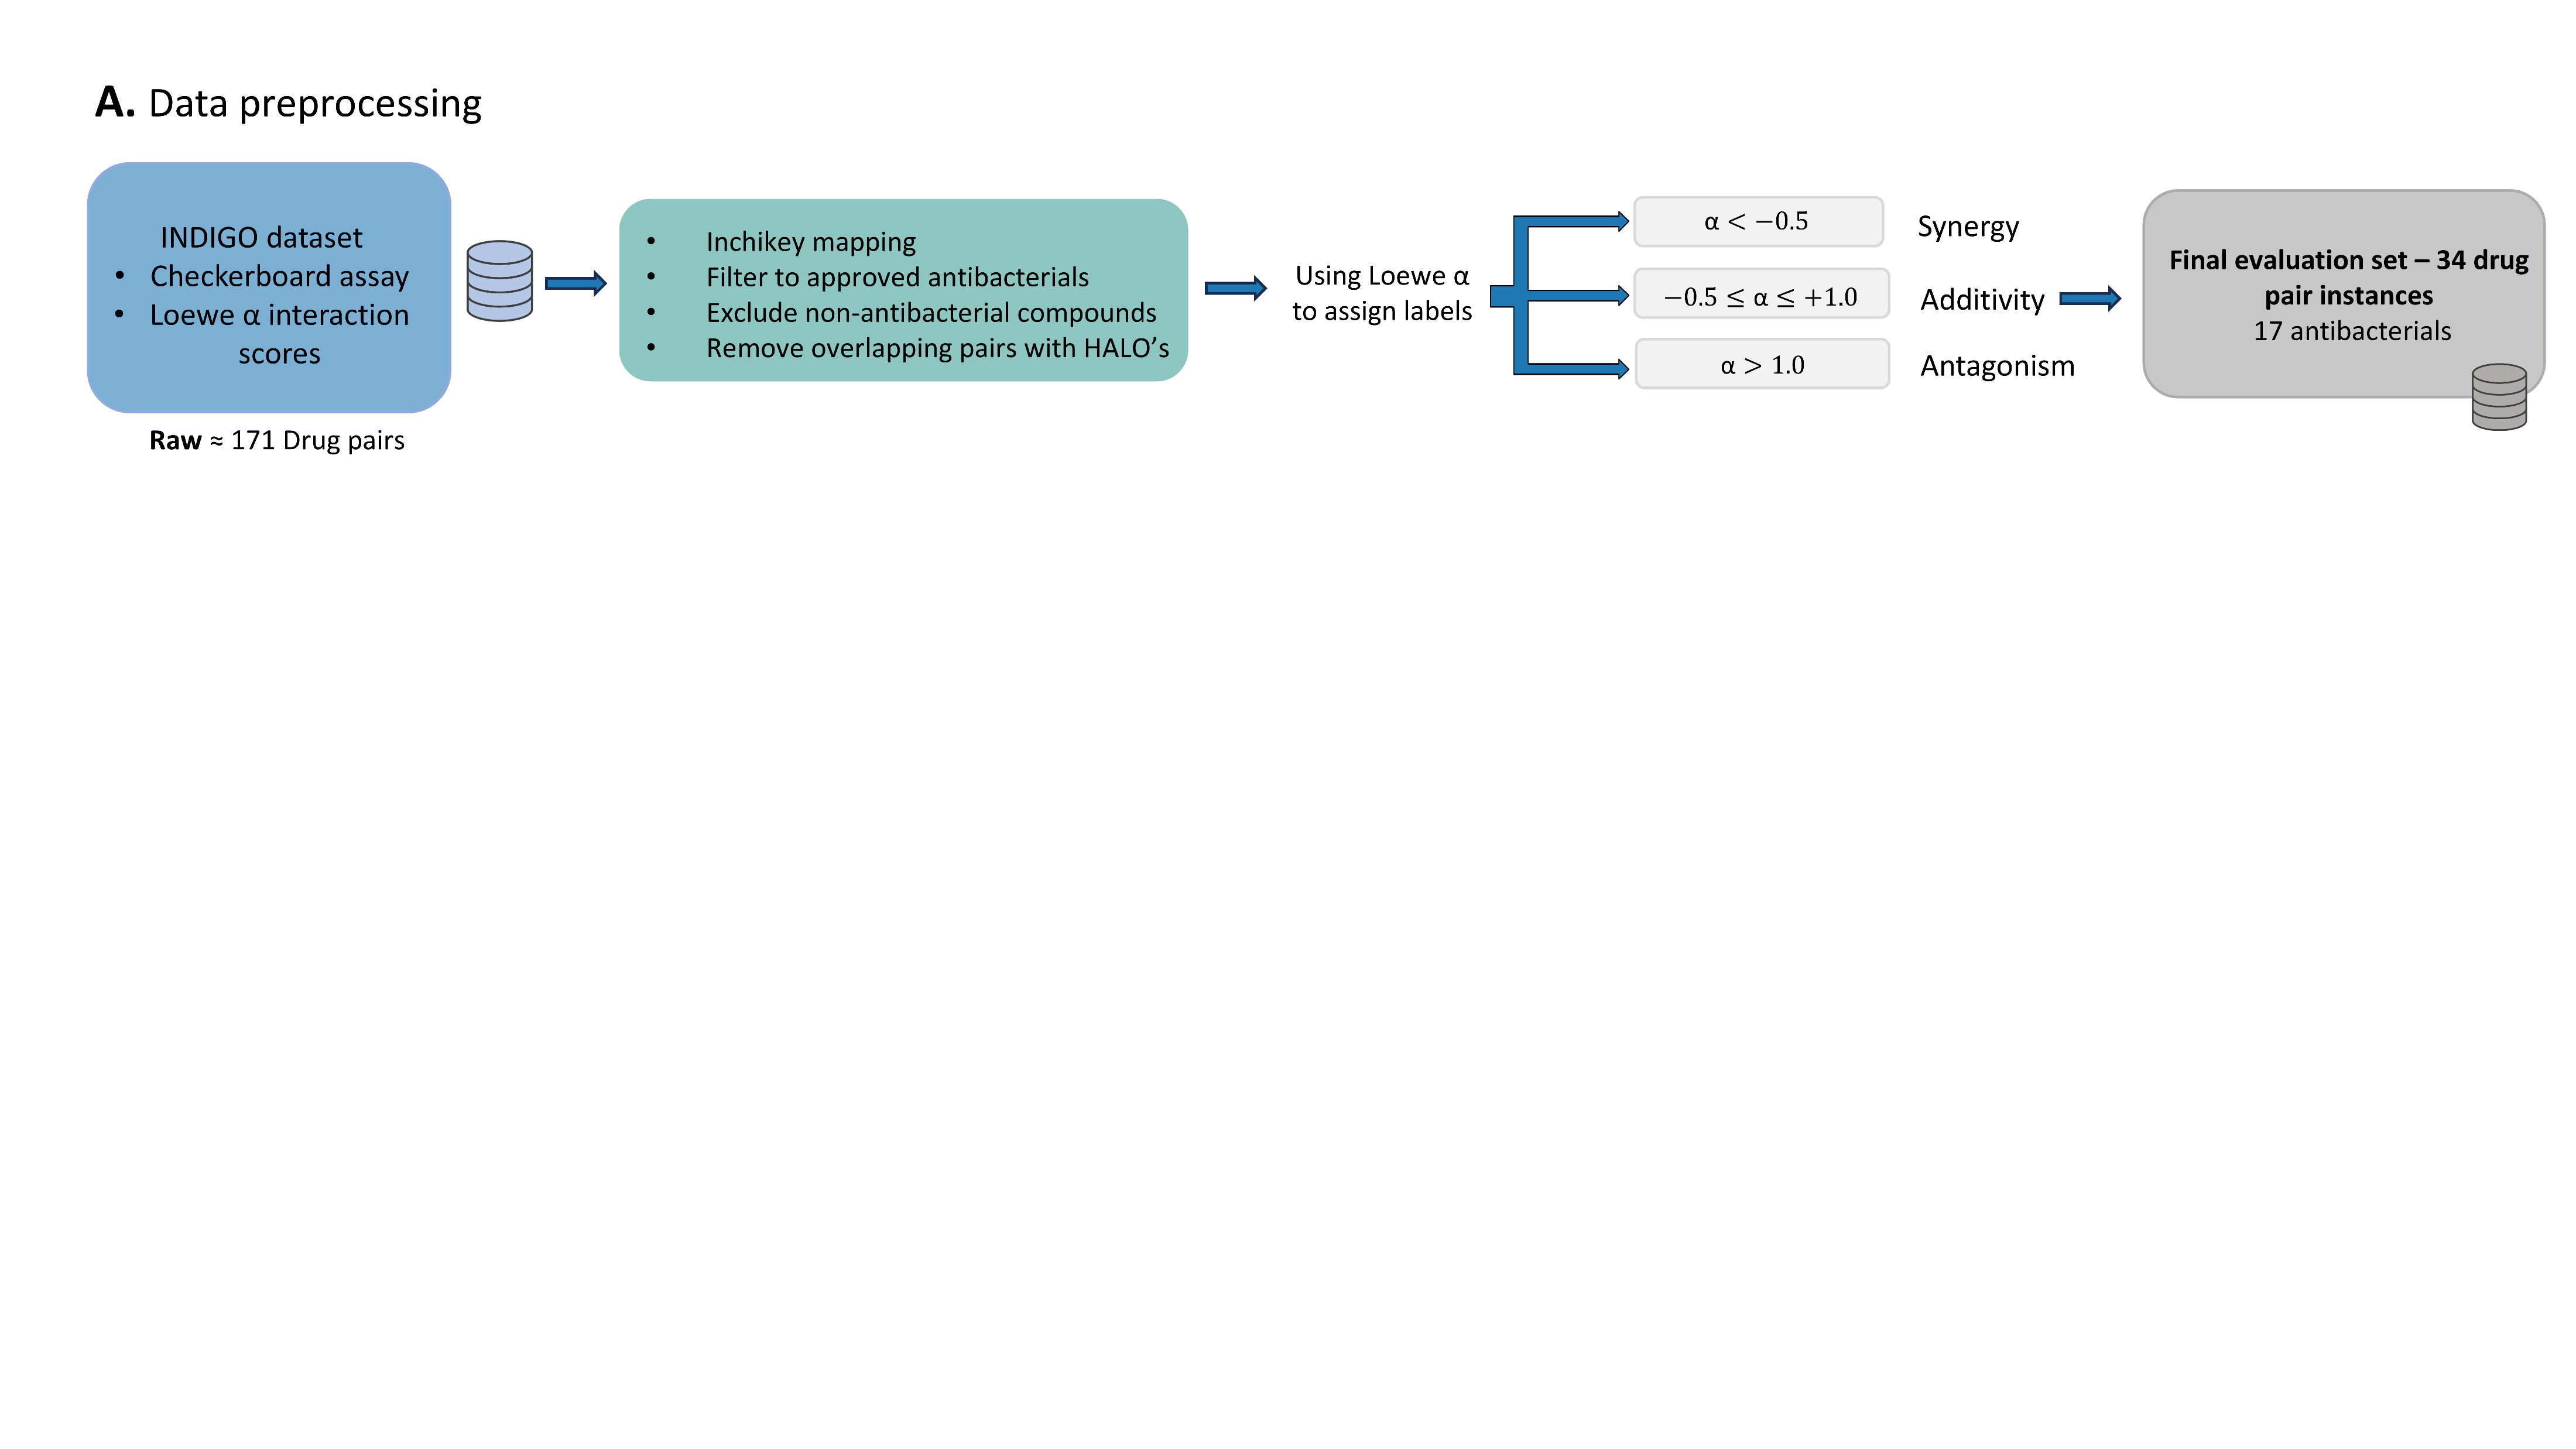 A. Data preprocessing
INDIGO dataset
• Checkerboard assay
• Loewe α interaction
scores
Raw ≈ 171 Drug pairs
• Inchikey mapping
• Filter to approved antibacterials
• Exclude non-antibacterial compounds
• Remove overlapping pairs with HALO’s
Using Loewe α
to assign labels
α < −0.5
Synergy
−0.5 ≤ α ≤ +1.0
Additivity
α > 1.0
Antagonism
Final evaluation set – 34 drug
pair instances
17 antibacterials